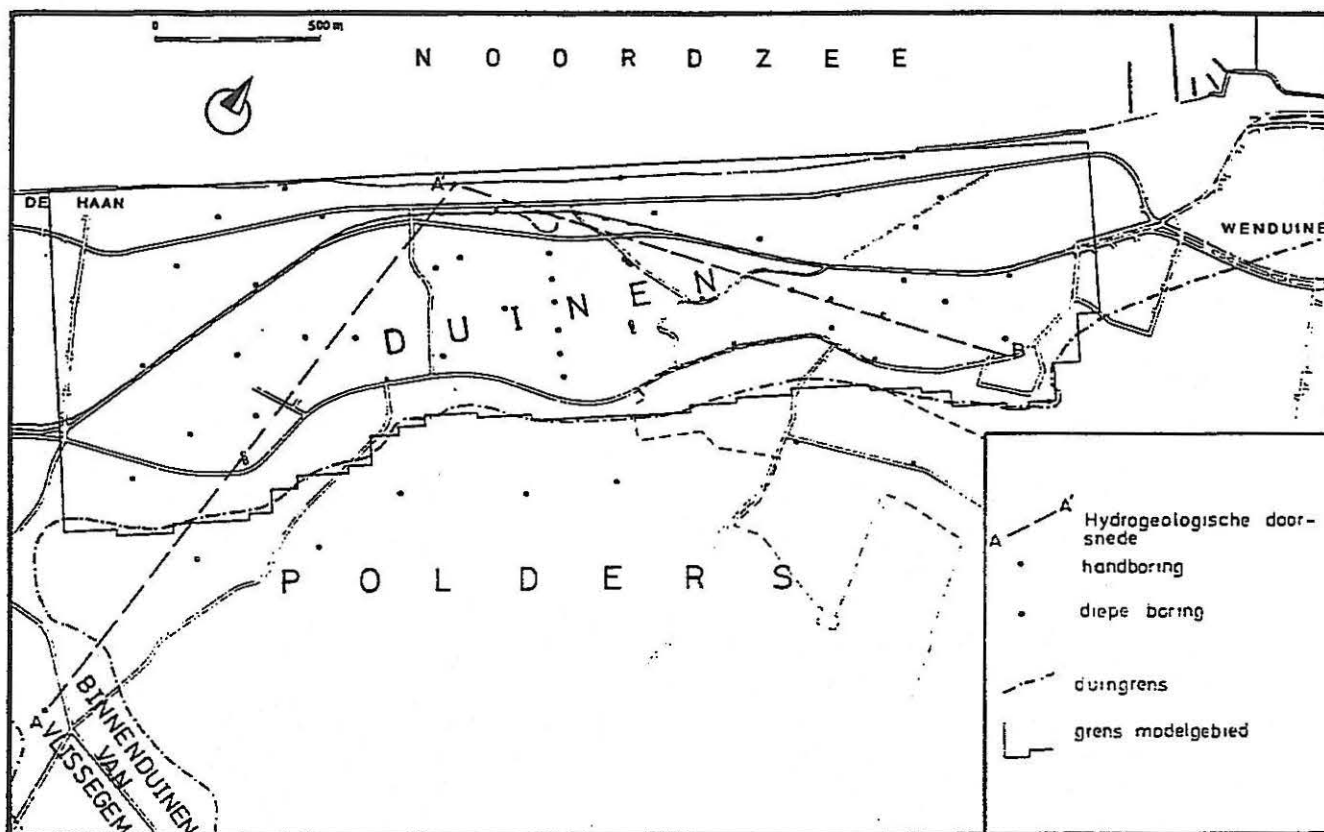 0 500 m
N O O R D Z E E
DE HAAN
A'
WENDUINE
D U I N E N
B
P O L D E R S
A
BINNENDUINEN
VAN
VLISSEGEM
A A' Hydrogeologische door-
snede
handboring
diepe boring
duingrens
grens modelgebied